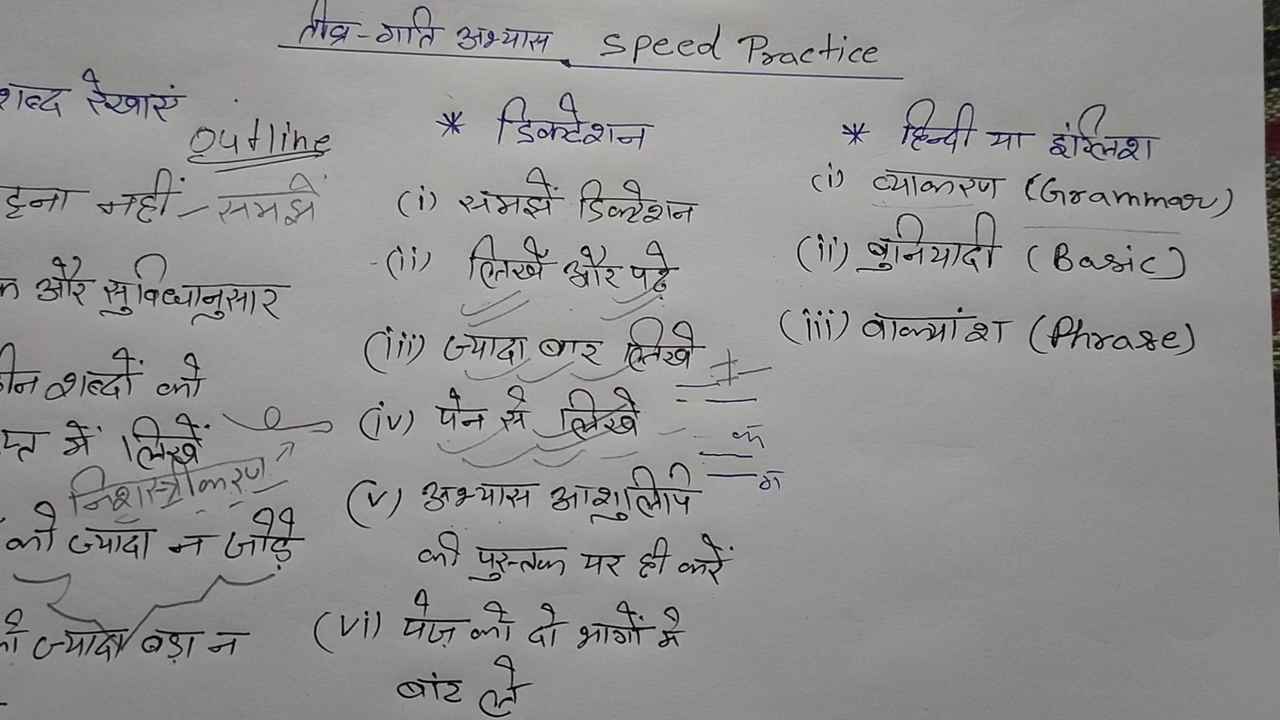 तीव्र-गति अभ्यास Speed Practice
शब्द रेखाएं
outline
नहीं - समझें
और सुविधानुसार
शब्दों को
में लिखें
निशस्त्रीकरण
को ज्यादा न जोड़े
ज्यादा बड़ा न
* डिक्टेशन
(i) समझें डिक्टेशन
(ii) लिखें और पढ़े
(iii) ज्यादा बार लिखे
(iv) पेन से लिखे
(v) अभ्यास आशुलिपि
की पुस्तक पर ही करें
(vi) पेज़ को दो भागों में
बांट ले
क
ग
* हिन्दी या इंग्लिश
(i) व्याकरण (Grammar)
(ii) बुनियादी (Basic)
(iii) वाक्यांश (Phrase)